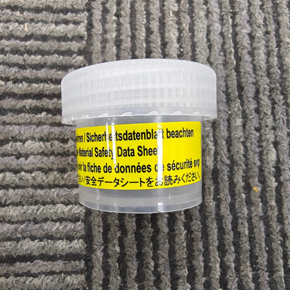 Sicherheitsdatenblatt beachten
Material Safety Data Sheet
la fiche de données de sécurité svp
安全データシートをお読みください